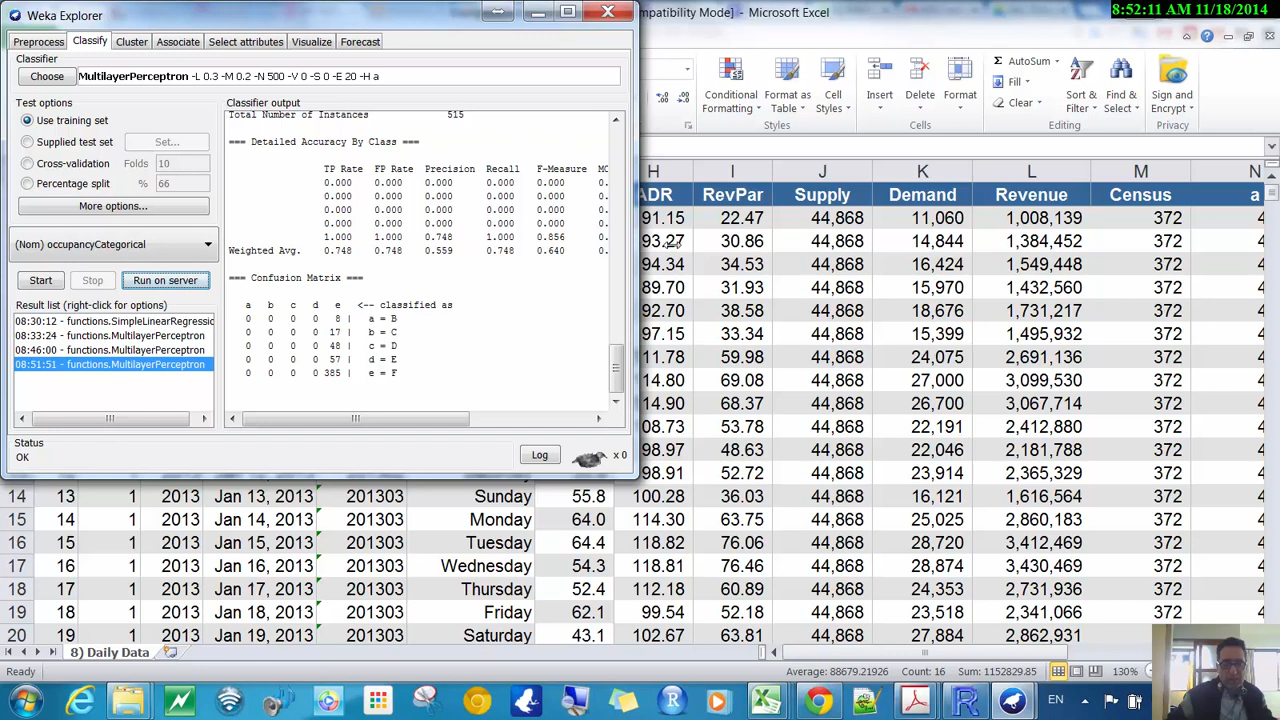 Weka Explorer
Preprocess Classify Cluster Associate Select attributes Visualize Forecast
Classifier
Choose MultilayerPerceptron -L 0.3 -M 0.2 -N 500 -V 0 -S 0 -E 20 -H a
Test options
Use training set
Supplied test set Set...
Cross-validation Folds 10
Percentage split % 66
More options...
(Nom) occupancyCategorical
Start Stop Run on server
Result list (right-click for options)
08:30:12 - functions.SimpleLinearRegressio
08:33:24 - functions.MultilayerPerceptron
08:46:00 - functions.MultilayerPerceptron
08:51:51 - functions.MultilayerPerceptron
Classifier output
Total Number of Instances 515
=== Detailed Accuracy By Class ===
TP Rate FP Rate Precision Recall F-Measure MC
0.000 0.000 0.000 0.000 0.000 0.
0.000 0.000 0.000 0.000 0.000 0.
0.000 0.000 0.000 0.000 0.000 0.
0.000 0.000 0.000 0.000 0.000 0.
1.000 1.000 0.748 1.000 0.856 0.
Weighted Avg. 0.748 0.748 0.559 0.748 0.640 0.
=== Confusion Matrix ===
a b c d e <-- classified as
0 0 0 0 8 | a = B
0 0 0 0 17 | b = C
0 0 0 0 48 | c = D
0 0 0 0 57 | d = E
0 0 0 0 385 | e = F
Status
OK
Log x 0
mpatibility Mode] - Microsoft Excel
8:52:11 AM 11/18/2014
Conditional Formatting Format as Table Cell Styles Insert Delete Format AutoSum Fill Clear Sort & Filter Find & Select Sign and Encrypt
Styles Cells Editing Privacy
H I J K L M N
ADR RevPar Supply Demand Revenue Census a
91.15 22.47 44,868 11,060 1,008,139 372
93.27 30.86 44,868 14,844 1,384,452 372
94.34 34.53 44,868 16,424 1,549,448 372
89.70 31.93 44,868 15,970 1,432,560 372
92.70 38.58 44,868 18,676 1,731,217 372
97.15 33.34 44,868 15,399 1,495,932 372
11.78 59.98 44,868 24,075 2,691,136 372
14.80 69.08 44,868 27,000 3,099,530 372
14.90 68.37 44,868 26,700 3,067,714 372
08.73 53.78 44,868 22,191 2,412,880 372
98.97 48.63 44,868 22,046 2,181,788 372
98.91 52.72 44,868 23,914 2,365,329 372
14 13 1 2013 Jan 13, 2013 201303 Sunday 55.8 100.28 36.03 44,868 16,121 1,616,564 372
15 14 1 2013 Jan 14, 2013 201303 Monday 64.0 114.30 63.75 44,868 25,025 2,860,183 372
16 15 1 2013 Jan 15, 2013 201303 Tuesday 64.4 118.82 76.06 44,868 28,720 3,412,469 372
17 16 1 2013 Jan 16, 2013 201303 Wednesday 54.3 118.81 76.46 44,868 28,874 3,430,469 372
18 17 1 2013 Jan 17, 2013 201303 Thursday 52.4 112.18 60.89 44,868 24,353 2,731,936 372
19 18 1 2013 Jan 18, 2013 201303 Friday 62.1 99.54 52.18 44,868 23,518 2,341,066 372
20 19 1 2013 Jan 19, 2013 201303 Saturday 43.1 102.67 63.81 44,868 27,884 2,862,931
8) Daily Data
Ready Average: 88679.21926 Count: 16 Sum: 1152829.85 130%
EN